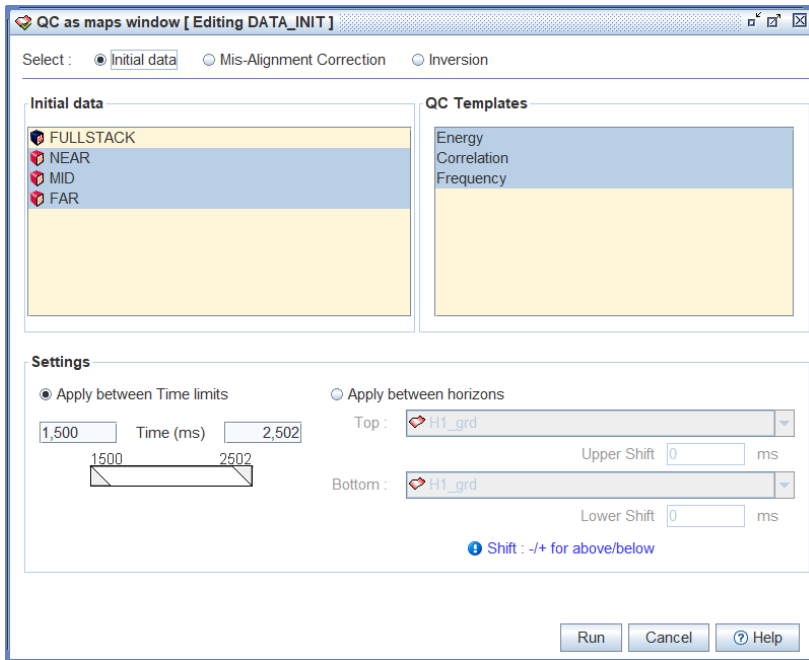 QC as maps window [ Editing DATA_INIT ]
Select : Initial data Mis-Alignment Correction Inversion
Initial data
FULLSTACK
NEAR
MID
FAR
QC Templates
Energy
Correlation
Frequency
Settings
Apply between Time limits
1,500 Time (ms) 2,502
1500 2502
Apply between horizons
Top : H1_grd
Upper Shift 0 ms
Bottom : H1_grd
Lower Shift 0 ms
Shift : -/+ for above/below
Run Cancel ? Help